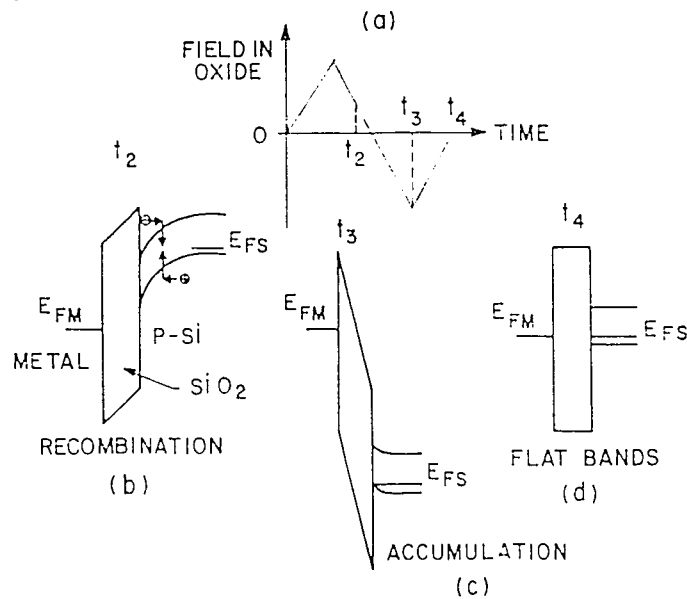 (a)
FIELD IN
OXIDE
O
TIME
t2
t3
t4
t2
EFS
EFM
P-Si
METAL
SiO2
RECOMBINATION
(b)
t3
EFM
EFS
ACCUMULATION
(c)
t4
EFM
EFS
FLAT BANDS
(d)